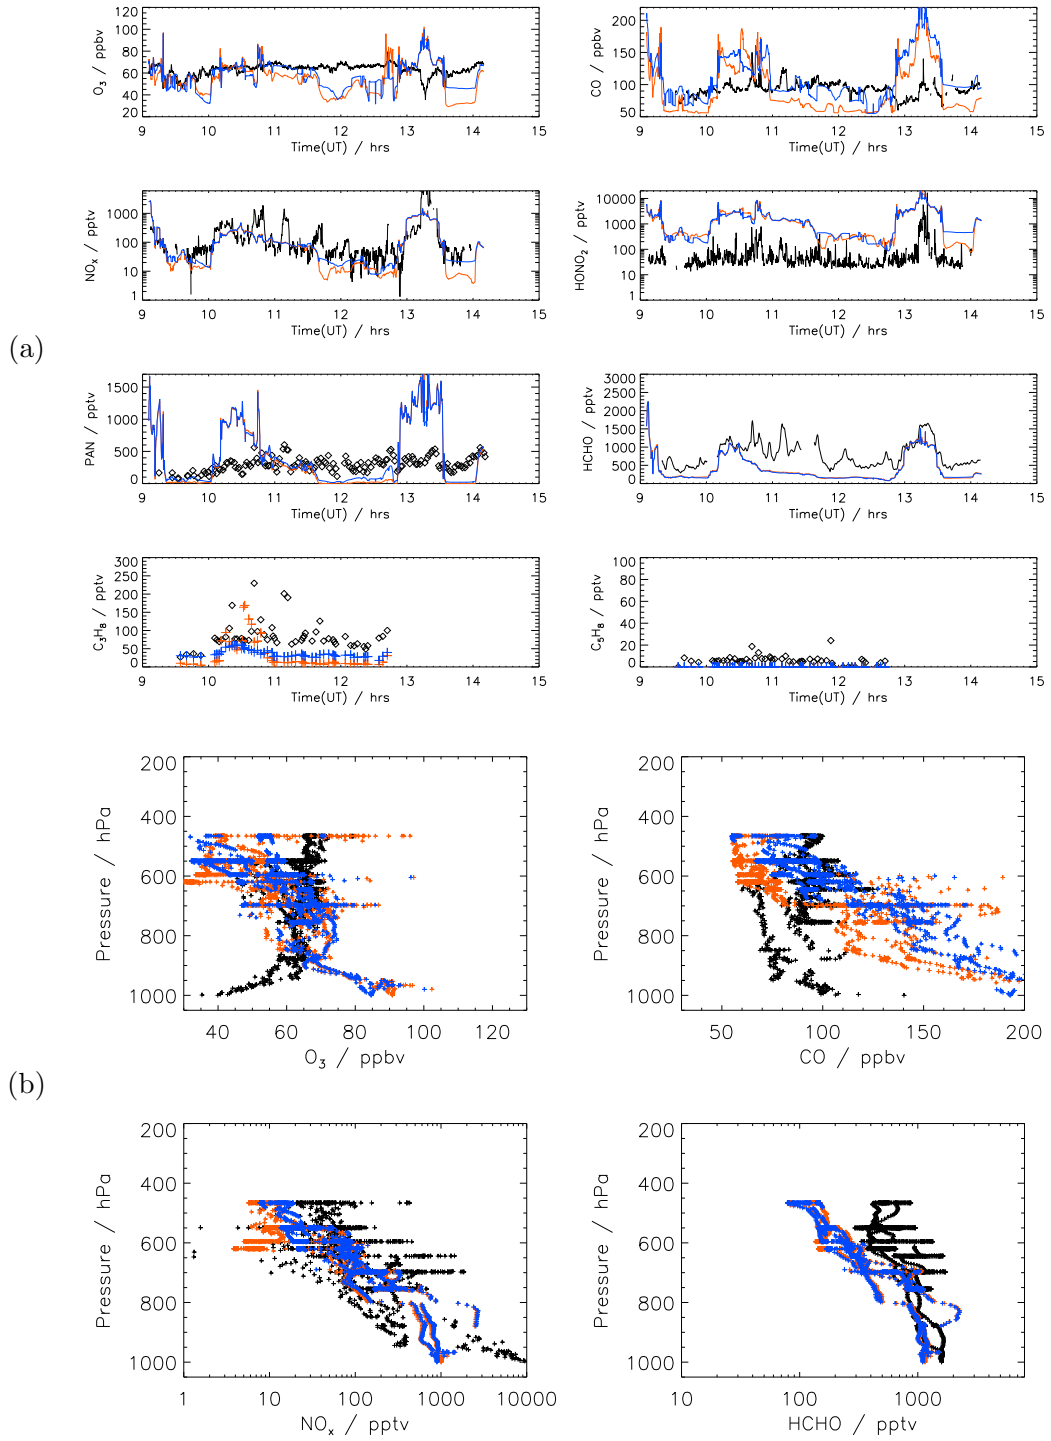 (a)
O3 / ppbv
120
100
80
60
40
20
9 10 11 12 13 14 15
Time(UT) / hrs
CO / ppbv
200
150
100
50
9 10 11 12 13 14 15
Time(UT) / hrs
NOx / pptv
1000
100
10
1
9 10 11 12 13 14 15
Time(UT) / hrs
HONO2 / pptv
10000
1000
100
10
1
9 10 11 12 13 14 15
Time(UT) / hrs
PAN / pptv
1500
1000
500
0
9 10 11 12 13 14 15
Time(UT) / hrs
HCHO / pptv
3000
2500
2000
1500
1000
500
0
9 10 11 12 13 14 15
Time(UT) / hrs
C3H8 / pptv
300
250
200
150
100
50
0
9 10 11 12 13 14 15
Time(UT) / hrs
C5H8 / pptv
100
80
60
40
20
0
9 10 11 12 13 14 15
Time(UT) / hrs
(b)
Pressure / hPa
200
400
600
800
1000
40 60 80 100 120
O3 / ppbv
Pressure / hPa
200
400
600
800
1000
50 100 150 200
CO / ppbv
Pressure / hPa
200
400
600
800
1000
1 10 100 1000 10000
NOx / pptv
Pressure / hPa
200
400
600
800
1000
10 100 1000
HCHO / pptv